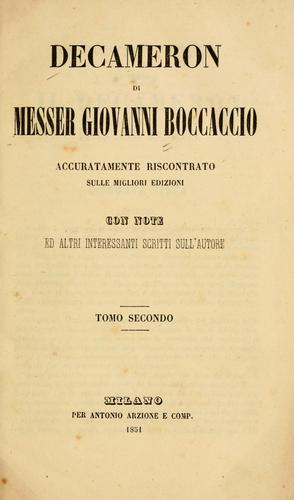 DECAMERON
DI
MESSER GIOVANNI BOCCACCIO
ACCURATAMENTE RISCONTRATO
SULLE MIGLIORI EDIZIONI
CON NOTE
ED ALTRI INTERESSANTI SCRITTI SULL'AUTORE
TOMO SECONDO
MILANO
PER ANTONIO ARZIONE E COMP.
1851